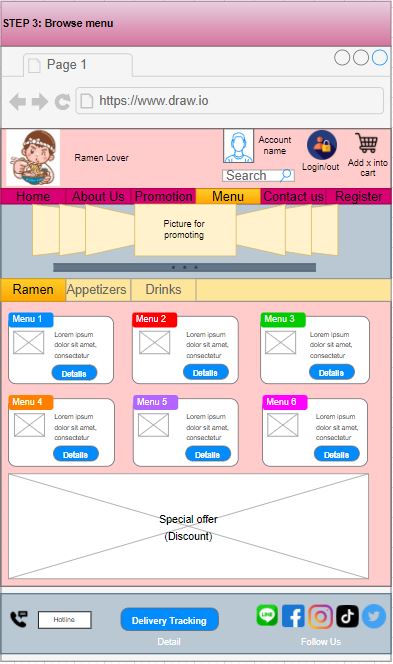 STEP 3: Browse menu
Page 1
https://www.draw.io
Ramen Lover
Account
name
Login/out
Add x into
cart
Search
Home
About Us
Promotion
Menu
Contact us
Register
Picture for
promoting
Ramen
Appetizers
Drinks
Menu 1
Lorem ipsum
dolor sit amet,
consectetur
Details
Menu 2
Lorem ipsum
dolor sit amet,
consectetur
Details
Menu 3
Lorem ipsum
dolor sit amet,
consectetur
Details
Menu 4
Lorem ipsum
dolor sit amet,
consectetur
Details
Menu 5
Lorem ipsum
dolor sit amet,
consectetur
Details
Menu 6
Lorem ipsum
dolor sit amet,
consectetur
Details
Special offer
(Discount)
Hotline
Delivery Tracking
LINE
Detail
Follow Us